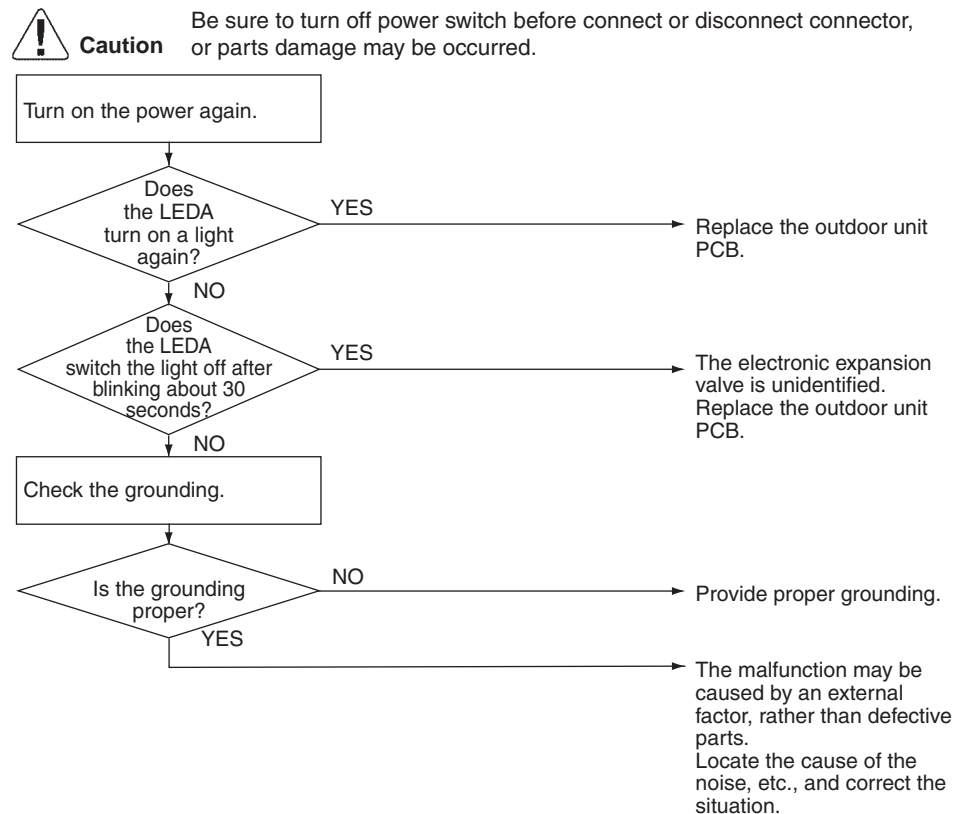 Be sure to turn off power switch before connect or disconnect connector,
Caution
or parts damage may be occurred.
Turn on the power again.
Does
the LEDA
turn on a light
again?
YES
Replace the outdoor unit
PCB.
NO
Does
the LEDA
switch the light off after
blinking about 30
seconds?
YES
The electronic expansion
valve is unidentified.
Replace the outdoor unit
PCB.
NO
Check the grounding.
Is the grounding
proper?
NO
Provide proper grounding.
YES
The malfunction may be
caused by an external
factor, rather than defective
parts.
Locate the cause of the
noise, etc., and correct the
situation.